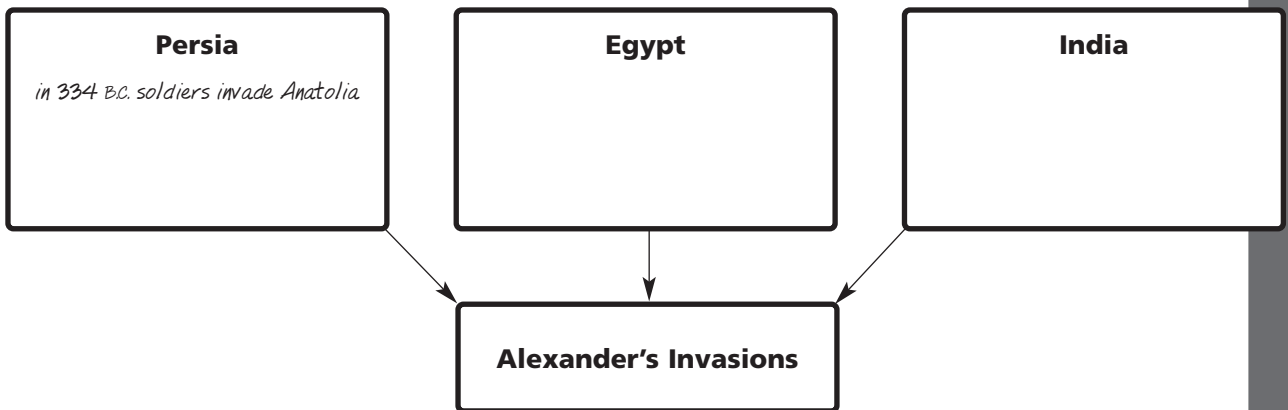 Persia
in 334 B.C. soldiers invade Anatolia
Egypt
India
Alexander's Invasions